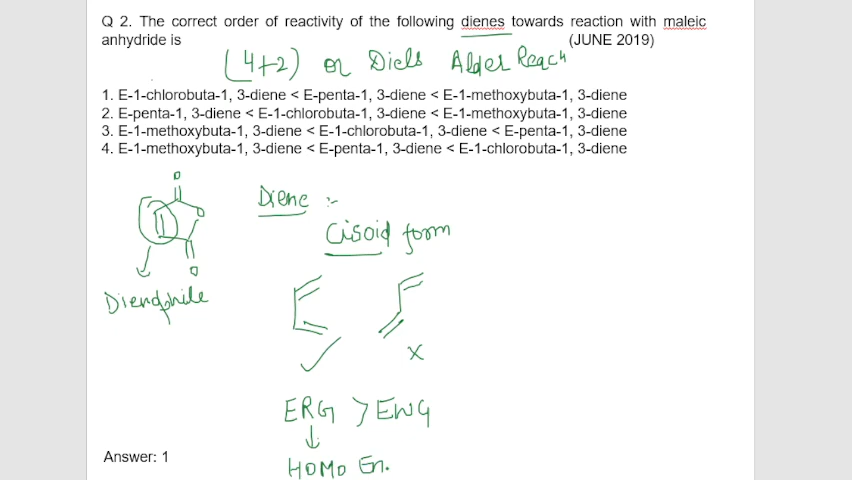 Q 2. The correct order of reactivity of the following dienes towards reaction with maleic
anhydride is (JUNE 2019)
(4+2) or Diels Alder Reacn
1. E-1-chlorobuta-1, 3-diene < E-penta-1, 3-diene < E-1-methoxybuta-1, 3-diene
2. E-penta-1, 3-diene < E-1-chlorobuta-1, 3-diene < E-1-methoxybuta-1, 3-diene
3. E-1-methoxybuta-1, 3-diene < E-1-chlorobuta-1, 3-diene < E-penta-1, 3-diene
4. E-1-methoxybuta-1, 3-diene < E-penta-1, 3-diene < E-1-chlorobuta-1, 3-diene
O
O
O
Dienophile
Diene :-
Cisoid form
✓
x
ERG > EWG
↓
HOMO En.
Answer: 1